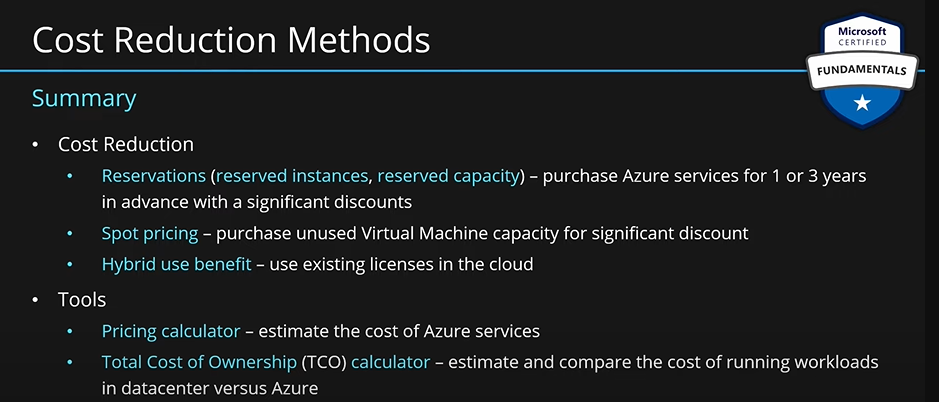 Cost Reduction Methods
Microsoft
CERTIFIED
FUNDAMENTALS
Summary
• Cost Reduction
• Reservations (reserved instances, reserved capacity) – purchase Azure services for 1 or 3 years
in advance with a significant discounts
• Spot pricing – purchase unused Virtual Machine capacity for significant discount
• Hybrid use benefit – use existing licenses in the cloud
• Tools
• Pricing calculator – estimate the cost of Azure services
• Total Cost of Ownership (TCO) calculator – estimate and compare the cost of running workloads
in datacenter versus Azure